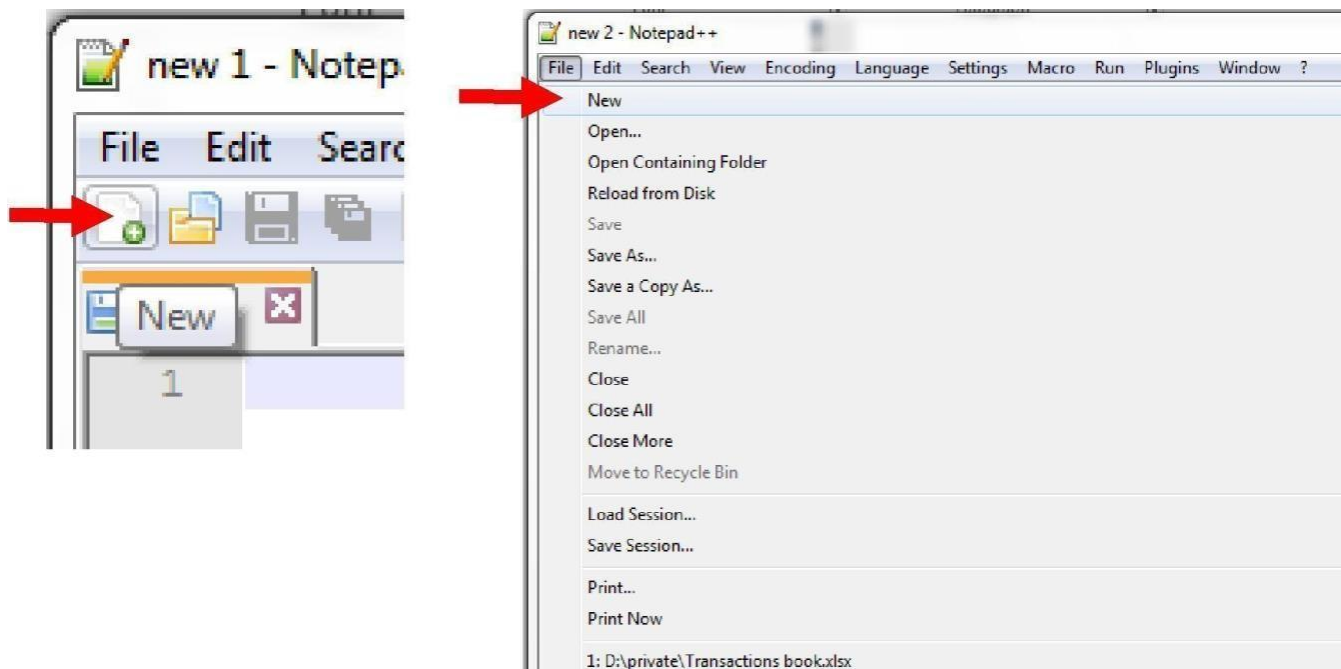 new 1 - Notep
File Edit Searc
New
1
new 2 - Notepad++
File Edit Search View Encoding Language Settings Macro Run Plugins Window ?
New
Open...
Open Containing Folder
Reload from Disk
Save
Save As...
Save a Copy As...
Save All
Rename...
Close
Close All
Close More
Move to Recycle Bin
Load Session...
Save Session...
Print...
Print Now
1: D:\private\Transactions book.xlsx